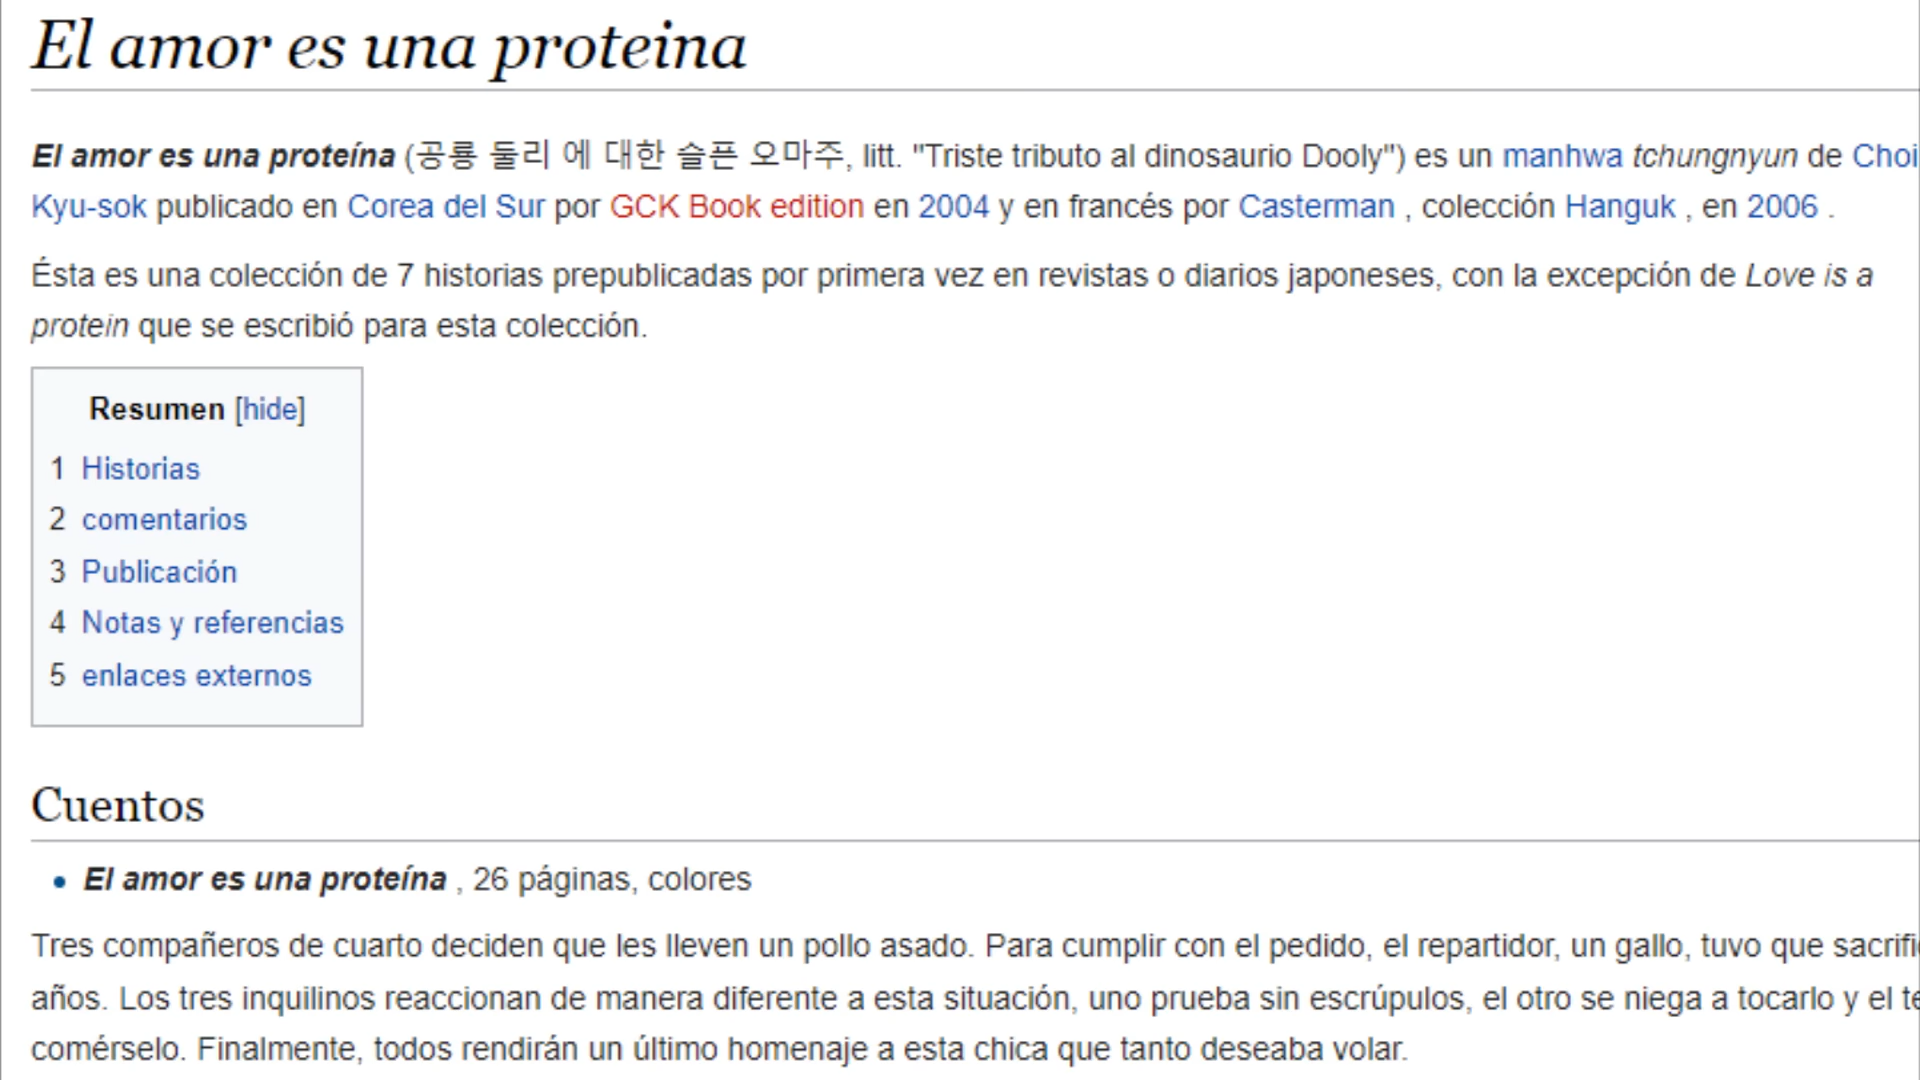 El amor es una proteina
El amor es una proteína (공룡 둘리 에 대한 슬픈 오마주, litt. "Triste tributo al dinosaurio Dooly") es un manhwa tchungnyun de Choi
Kyu-sok publicado en Corea del Sur por GCK Book edition en 2004 y en francés por Casterman , colección Hanguk , en 2006 .
Ésta es una colección de 7 historias prepublicadas por primera vez en revistas o diarios japoneses, con la excepción de Love is a
protein que se escribió para esta colección.
Resumen [hide]
1 Historias
2 comentarios
3 Publicación
4 Notas y referencias
5 enlaces externos
Cuentos
• El amor es una proteína , 26 páginas, colores
Tres compañeros de cuarto deciden que les lleven un pollo asado. Para cumplir con el pedido, el repartidor, un gallo, tuvo que
años. Los tres inquilinos reaccionan de manera diferente a esta situación, uno prueba sin escrúpulos, el otro se niega a tocarlo y el
comérselo. Finalmente, todos rendirán un último homenaje a esta chica que tanto deseaba volar.